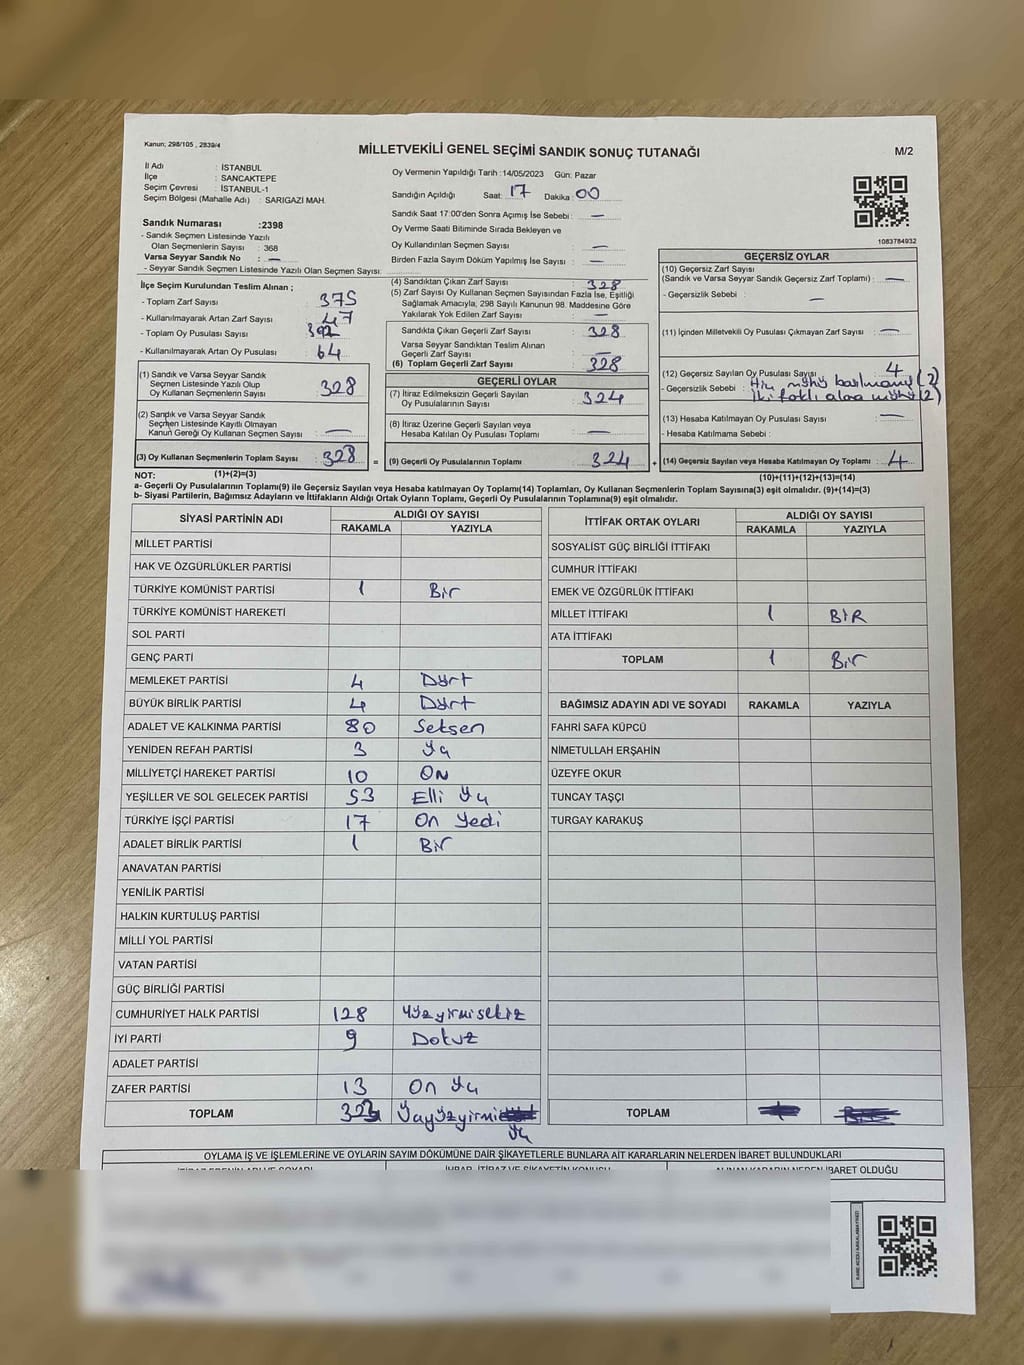 Kanun; 298/105 , 2839/4
MİLLETVEKİLİ GENEL SEÇİMİ SANDIK SONUÇ TUTANAĞI
M/2
İl Adı : İSTANBUL
İlçe : SANCAKTEPE
Seçim Çevresi : İSTANBUL-1
Seçim Bölgesi (Mahalle Adı) : SARIGAZİ MAH.
Oy Vermenin Yapıldığı Tarih :14/05/2023 Gün: Pazar
Sandığın Açıldığı Saat: 17 Dakika: 00
Sandık Saat 17:00'den Sonra Açımış İse Sebebi : —
Oy Verme Saati Bitiminde Sırada Bekleyen ve
Oy Kullandırılan Seçmen Sayısı : —
Birden Fazla Sayım Döküm Yapılmış İse Sayısı : —
1083784932
Sandık Numarası :2398
- Sandık Seçmen Listesinde Yazılı
Olan Seçmenlerin Sayısı : 368
Varsa Seyyar Sandık No : —
- Seyyar Sandık Seçmen Listesinde Yazılı Olan Seçmen Sayısı:
İlçe Seçim Kurulundan Teslim Alınan ;
- Toplam Zarf Sayısı : 375
- Kullanılmayarak Artan Zarf Sayısı : 47
- Toplam Oy Pusulası Sayısı : 392
- Kullanılmayarak Artan Oy Pusulası : 64
(1) Sandık ve Varsa Seyyar Sandık
Seçmen Listesinde Yazılı Olup
Oy Kullanan Seçmenlerin Sayısı : 328
(2) Sandık ve Varsa Seyyar Sandık
Seçmen Listesinde Kayıtlı Olmayan
Kanun Gereği Oy Kullanan Seçmen Sayısı : —
(3) Oy Kullanan Seçmenlerin Toplam Sayısı : 328 =
(4) Sandıktan Çıkan Zarf Sayısı : 328
(5) Zarf Sayısı Oy Kullanan Seçmen Sayısından Fazla İse, Eşitliği
Sağlamak Amacıyla, 298 Sayılı Kanunun 98. Maddesine Göre
Yakılarak Yok Edilen Zarf Sayısı : —
Sandıkta Çıkan Geçerli Zarf Sayısı : 328
Varsa Seyyar Sandıktan Teslim Alınan
Geçerli Zarf Sayısı : —
(6) Toplam Geçerli Zarf Sayısı : 328
GEÇERLİ OYLAR
(7) İtiraz Edilmeksizin Geçerli Sayılan
Oy Pusulalarının Sayısı : 324
(8) İtiraz Üzerine Geçerli Sayılan veya
Hesaba Katılan Oy Pusulası Toplamı : —
(9) Geçerli Oy Pusulalarının Toplamı : 324 +
GEÇERSİZ OYLAR
(10) Geçersiz Zarf Sayısı
(Sandık ve Varsa Seyyar Sandık Geçersiz Zarf Toplamı) : —
- Geçersizlik Sebebi : —
(11) İçinden Milletvekili Oy Pusulası Çıkmayan Zarf Sayısı : —
(12) Geçersiz Sayılan Oy Pusulası Sayısı : 4
- Geçersizlik Sebebi : Hiç mühür basılmamış (2)
İki farklı alana mühür (2)
(13) Hesaba Katılmayan Oy Pusulası Sayısı : —
- Hesaba Katılmama Sebebi :
(14) Geçersiz Sayılan veya Hesaba Katılmayan Oy Toplamı : 4
NOT: (1)+(2)=(3) (10)+(11)+(12)+(13)=(14)
a- Geçerli Oy Pusulalarının Toplamı(9) ile Geçersiz Sayılan veya Hesaba katılmayan Oy Toplamı(14) Toplamları, Oy Kullanan Seçmenlerin Toplam Sayısına(3) eşit olmalıdır. (9)+(14)=(3)
b- Siyasi Partilerin, Bağımsız Adayların ve İttifakların Aldığı Ortak Oyların Toplamı, Geçerli Oy Pusulalarının Toplamına(9) eşit olmalıdır.
SİYASİ PARTİNİN ADI ALDIĞI OY SAYISI
RAKAMLA YAZIYLA
MİLLET PARTİSİ
HAK VE ÖZGÜRLÜKLER PARTİSİ
TÜRKİYE KOMÜNİST PARTİSİ 1 Bir
TÜRKİYE KOMÜNİST HAREKETİ
SOL PARTİ
GENÇ PARTİ
MEMLEKET PARTİSİ 4 Dört
BÜYÜK BİRLİK PARTİSİ 4 Dört
ADALET VE KALKINMA PARTİSİ 80 Seksen
YENİDEN REFAH PARTİSİ 3 Üç
MİLLİYETÇİ HAREKET PARTİSİ 10 ON
YEŞİLLER VE SOL GELECEK PARTİSİ 53 Elli Üç
TÜRKİYE İŞÇİ PARTİSİ 17 On Yedi
ADALET BİRLİK PARTİSİ 1 Bir
ANAVATAN PARTİSİ
YENİLİK PARTİSİ
HALKIN KURTULUŞ PARTİSİ
MİLLİ YOL PARTİSİ
VATAN PARTİSİ
GÜÇ BİRLİĞİ PARTİSİ
CUMHURİYET HALK PARTİSİ 128 Yüzyirmisekiz
İYİ PARTİ 9 Dokuz
ADALET PARTİSİ
ZAFER PARTİSİ 13 On Üç
TOPLAM 323 Üçyüzyirmi
Üç
İTTİFAK ORTAK OYLARI ALDIĞI OY SAYISI
RAKAMLA YAZIYLA
SOSYALİST GÜÇ BİRLİĞİ İTTİFAKI
CUMHUR İTTİFAKI
EMEK VE ÖZGÜRLÜK İTTİFAKI
MİLLET İTTİFAKI 1 BİR
ATA İTTİFAKI
TOPLAM 1 Bir
BAĞIMSIZ ADAYIN ADI VE SOYADI RAKAMLA YAZIYLA
FAHRİ SAFA KÜPCÜ
NİMETULLAH ERŞAHİN
ÜZEYFE OKUR
TUNCAY TAŞÇI
TURGAY KARAKUŞ
TOPLAM
OYLAMA İŞ VE İŞLEMLERİNE VE OYLARIN SAYIM DÖKÜMÜNE DAİR ŞİKAYETLERLE BUNLARA AİT KARARLARIN NELERDEN İBARET BULUNDUKLARI
İTİRAZ EDENİN ADI VE SOYADI İHBAR, İTİRAZ VE ŞİKAYETİN KONUSU ALINAN KARARIN NEDEN İBARET OLDUĞU